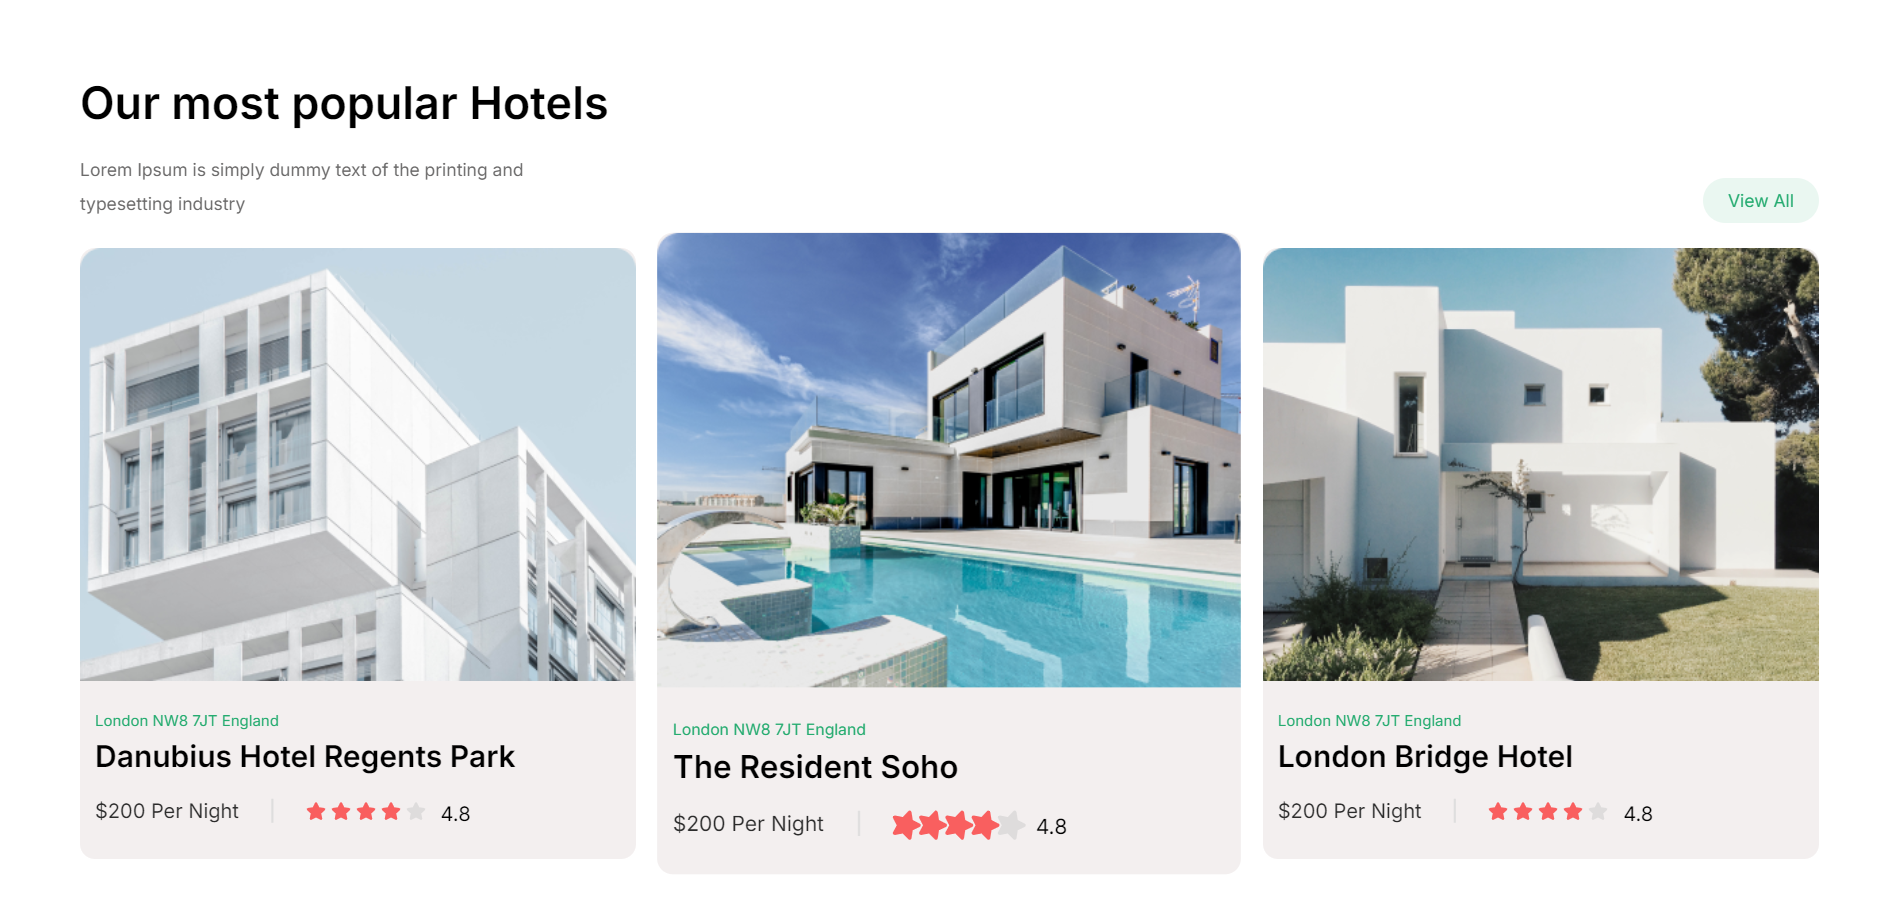 Our most popular Hotels
Lorem Ipsum is simply dummy text of the printing and
typesetting industry
View All
London NW8 7JT England
Danubius Hotel Regents Park
$200 Per Night
4.8
London NW8 7JT England
The Resident Soho
$200 Per Night
4.8
London NW8 7JT England
London Bridge Hotel
$200 Per Night
4.8